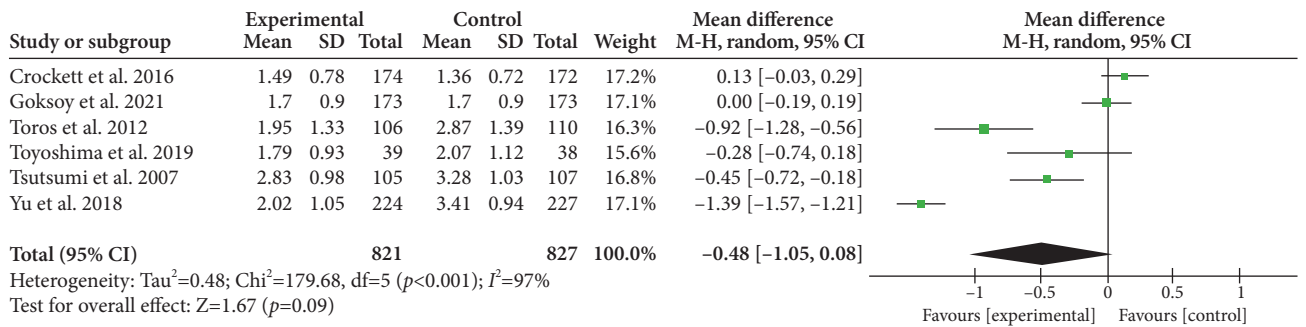 Experimental Control Mean difference Mean difference
Study or subgroup Mean SD Total Mean SD Total Weight M-H, random, 95% CI M-H, random, 95% CI
Crockett et al. 2016 1.49 0.78 174 1.36 0.72 172 17.2% 0.13 [−0.03, 0.29]
Goksoy et al. 2021 1.7 0.9 173 1.7 0.9 173 17.1% 0.00 [−0.19, 0.19]
Toros et al. 2012 1.95 1.33 106 2.87 1.39 110 16.3% −0.92 [−1.28, −0.56]
Toyoshima et al. 2019 1.79 0.93 39 2.07 1.12 38 15.6% −0.28 [−0.74, 0.18]
Tsutsumi et al. 2007 2.83 0.98 105 3.28 1.03 107 16.8% −0.45 [−0.72, −0.18]
Yu et al. 2018 2.02 1.05 224 3.41 0.94 227 17.1% −1.39 [−1.57, −1.21]
Total (95% CI) 821 827 100.0% −0.48 [−1.05, 0.08]
Heterogeneity: Tau²=0.48; Chi²=179.68, df=5 (p<0.001); I²=97%
Test for overall effect: Z=1.67 (p=0.09)
−1 −0.5 0 0.5 1
Favours [experimental] Favours [control]